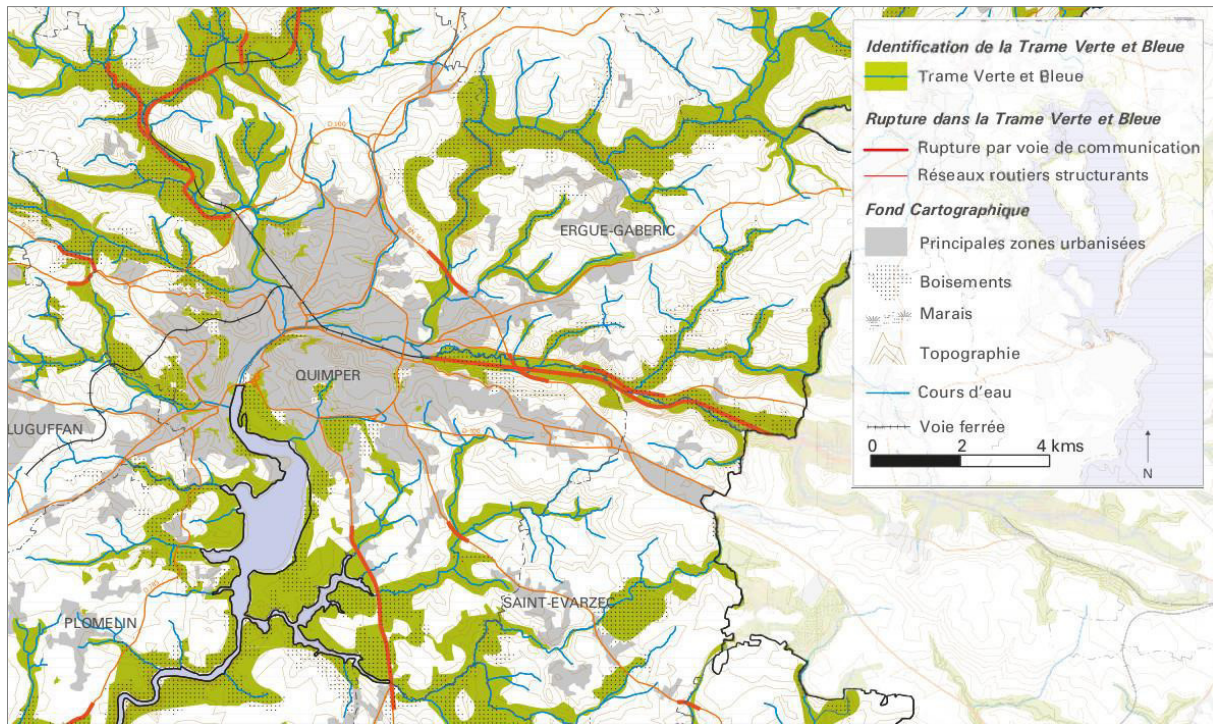 Identification de la Trame Verte et Bleue
Trame Verte et Bleue
Rupture dans la Trame Verte et Bleue
Rupture par voie de communication
Réseaux routiers structurants
Fond Cartographique
Principales zones urbanisées
Boisements
Marais
Topographie
Cours d'eau
Voie ferrée
0 2 4 kms
N
ERGUE-GABERIC
QUIMPER
LUGUFFAN
SAINT-EVARZEC
PLOMELIN